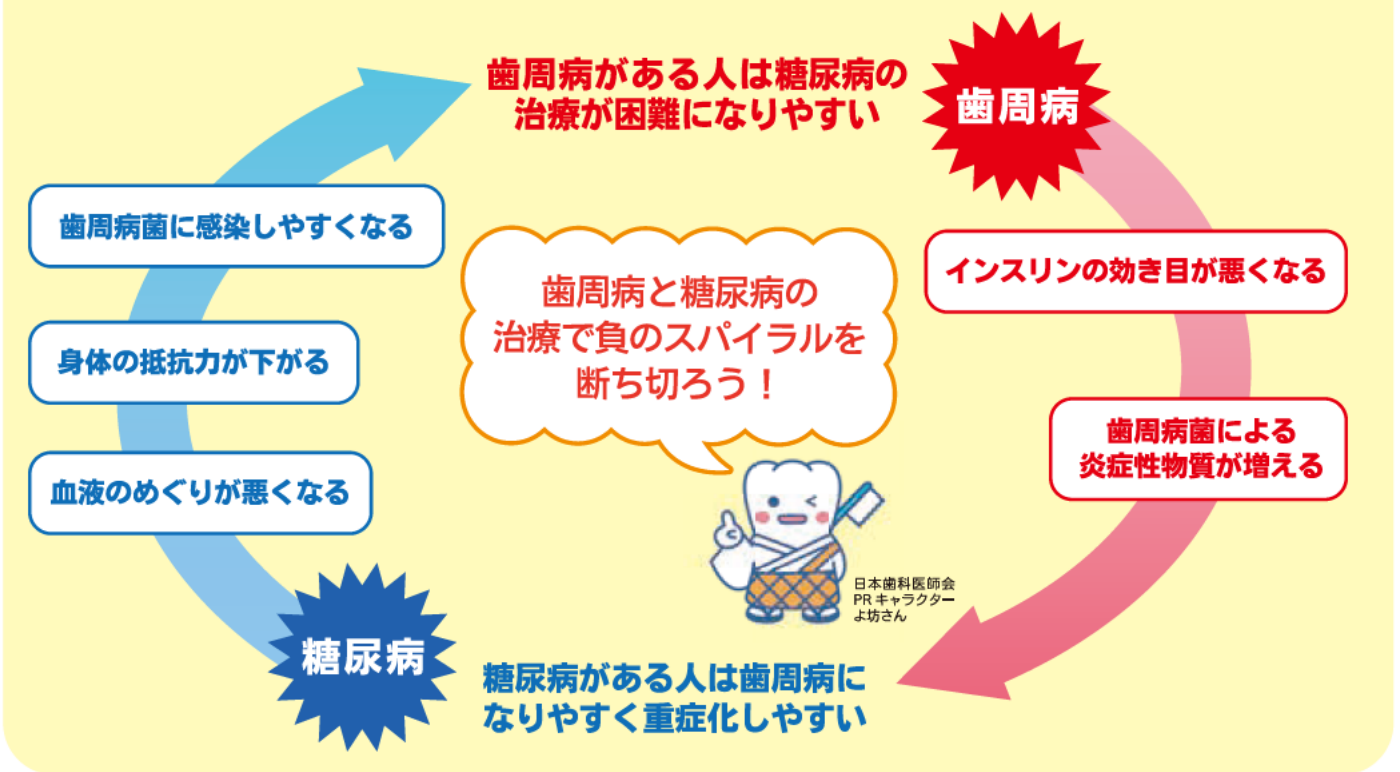 歯周病がある人は糖尿病の
治療が困難になりやすい
歯周病
インスリンの効き目が悪くなる
歯周病菌による
炎症性物質が増える
糖尿病がある人は歯周病に
なりやすく重症化しやすい
糖尿病
血液のめぐりが悪くなる
身体の抵抗力が下がる
歯周病菌に感染しやすくなる
歯周病と糖尿病の
治療で負のスパイラルを
断ち切ろう！
日本歯科医師会
PRキャラクター
よ坊さん